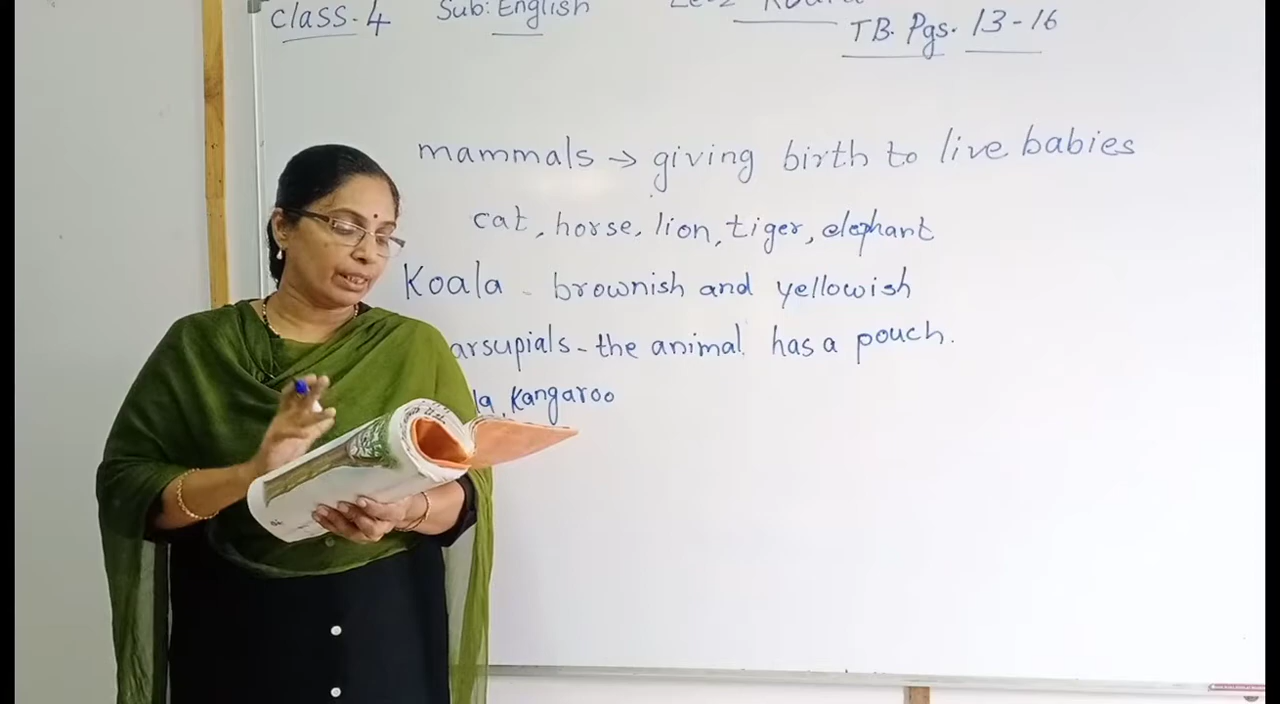 class-4 Sub: English
TB. Pgs. 13-16
mammals → giving birth to live babies
cat, horse, lion, tiger, elephant
Koala - brownish and yellowish
arsupials - the animal has a pouch.
la, Kangaroo